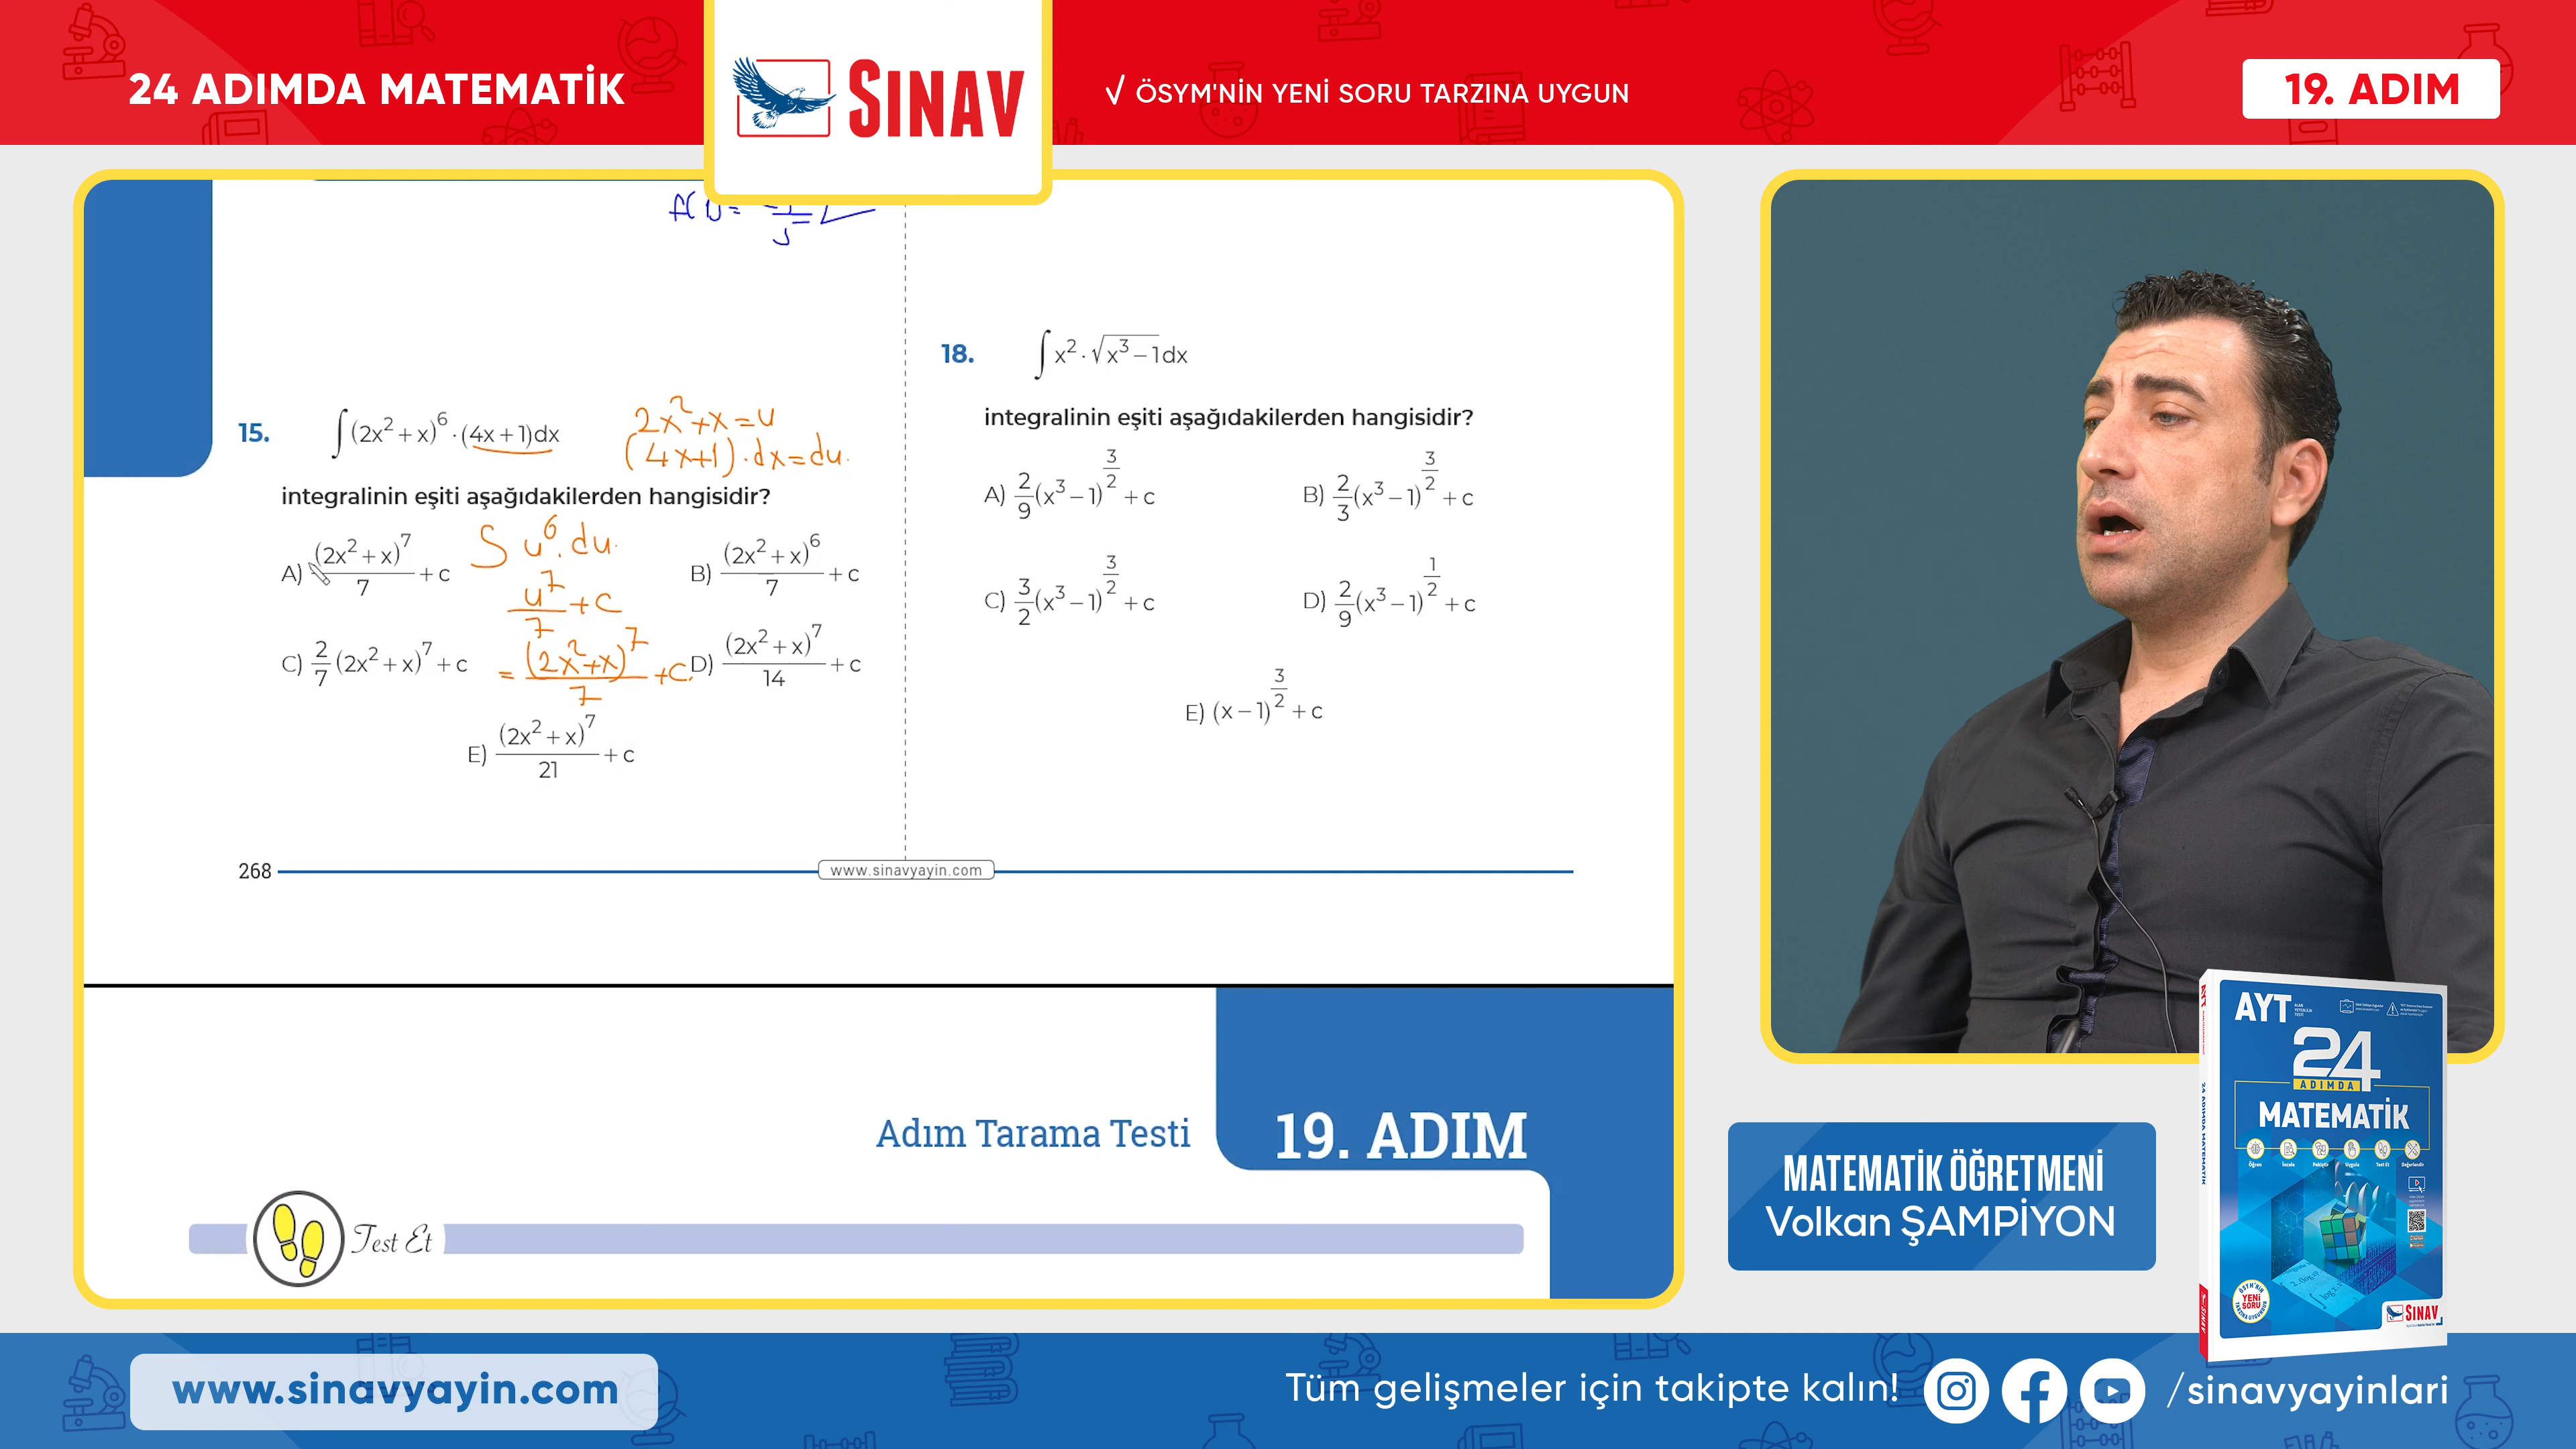 24 ADIMDA MATEMATİK
SINAV
√ ÖSYM'NİN YENİ SORU TARZINA UYGUN
19. ADIM
15. ∫(2x²+x)⁶·(4x+1)dx
2x²+x=u
(4x+1).dx=du.
integralinin eşiti aşağıdakilerden hangisidir?
∫u⁶.du.
A) (2x²+x)⁷/7 + c
B) (2x²+x)⁶/7 + c
u⁷/7 + c
C) 2/7 (2x²+x)⁷ + c
= (2x²+x)⁷/7 + C.
D) (2x²+x)⁷/14 + c
E) (2x²+x)⁷/21 + c
18. ∫x²·√(x³−1)dx
integralinin eşiti aşağıdakilerden hangisidir?
A) 2/9 (x³−1)^(3/2) + c
B) 2/3 (x³−1)^(3/2) + c
C) 3/2 (x³−1)^(3/2) + c
D) 2/9 (x³−1)^(1/2) + c
E) (x−1)^(3/2) + c
268
www.sinavyayin.com
Adım Tarama Testi
19. ADIM
Test Et
MATEMATİK ÖĞRETMENİ
Volkan ŞAMPİYON
AYT
24
ADIMDA
MATEMATİK
YENİ
SORU
SINAV
www.sinavyayin.com
Tüm gelişmeler için takipte kalın!
/sinavyayinlari